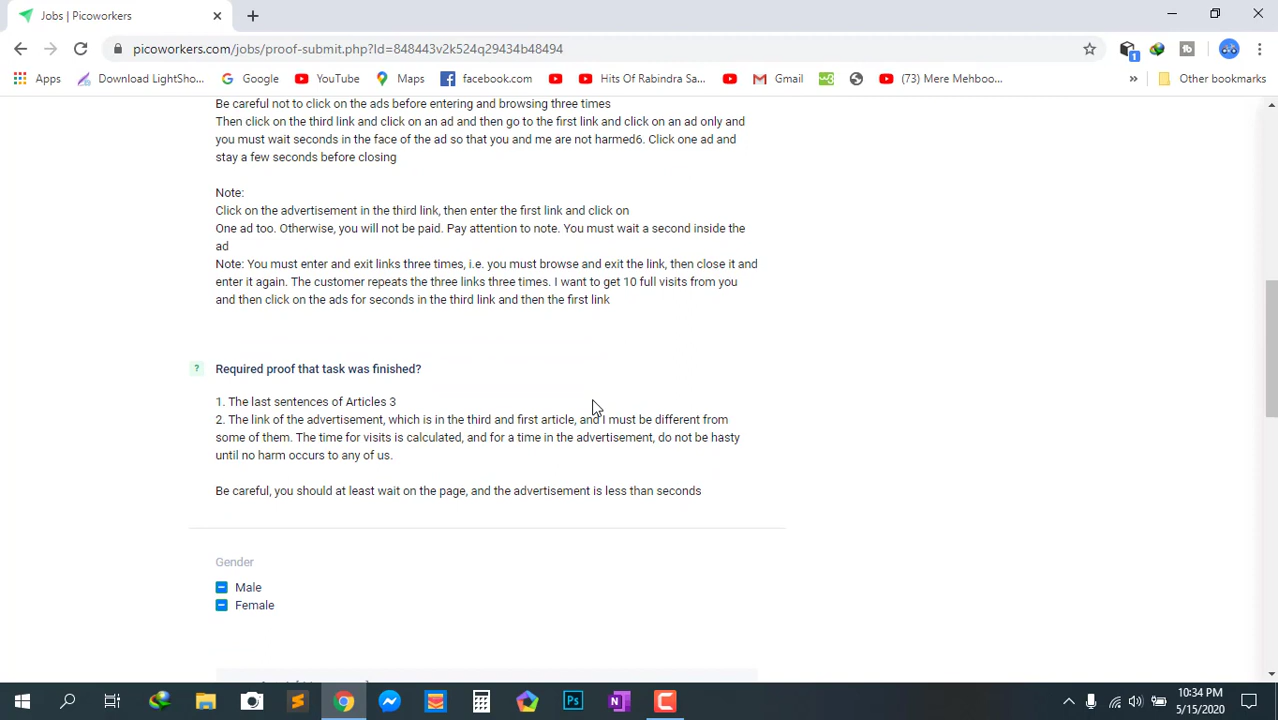 Jobs | Picoworkers
picoworkers.com/jobs/proof-submit.php?Id=848443v2k524q29434b48494
Apps Download LightSho... Google YouTube Maps facebook.com Hits Of Rabindra Sa... Gmail (73) Mere Mehboo... » Other bookmarks
Be careful not to click on the ads before entering and browsing three times
Then click on the third link and click on an ad and then go to the first link and click on an ad only and
you must wait seconds in the face of the ad so that you and me are not harmed6. Click one ad and
stay a few seconds before closing
Note:
Click on the advertisement in the third link, then enter the first link and click on
One ad too. Otherwise, you will not be paid. Pay attention to note. You must wait a second inside the
ad
Note: You must enter and exit links three times, i.e. you must browse and exit the link, then close it and
enter it again. The customer repeats the three links three times. I want to get 10 full visits from you
and then click on the ads for seconds in the third link and then the first link
? Required proof that task was finished?
1. The last sentences of Articles 3
2. The link of the advertisement, which is in the third and first article, and I must be different from
some of them. The time for visits is calculated, and for a time in the advertisement, do not be hasty
until no harm occurs to any of us.
Be careful, you should at least wait on the page, and the advertisement is less than seconds
Gender
Male
Female
10:34 PM
5/15/2020